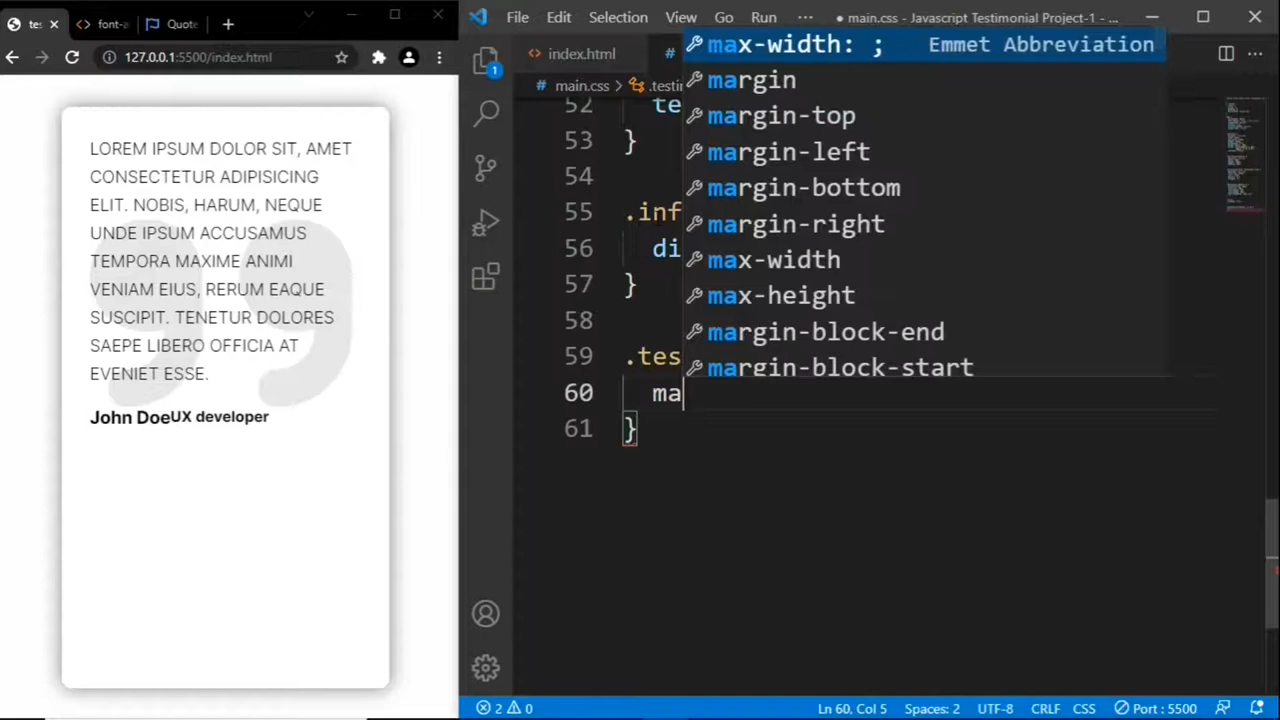 tes
font-a
Quote
127.0.0.1:5500/index.html
LOREM IPSUM DOLOR SIT, AMET
CONSECTETUR ADIPISICING
ELIT. NOBIS, HARUM, NEQUE
UNDE IPSUM ACCUSAMUS
TEMPORA MAXIME ANIMI
VENIAM EIUS, RERUM EAQUE
SUSCIPIT. TENETUR DOLORES
SAEPE LIBERO OFFICIA AT
EVENIET ESSE.
John DoeUX developer
File Edit Selection View Go Run ··· ● main.css - Javascript Testimonial Project-1 - ...
index.html #
# main.css > .testin
1
52 te
53 }
54
55 .inf
56 di
57 }
58
59 .tes
60 ma
61 }
max-width: ; Emmet Abbreviation
margin
margin-top
margin-left
margin-bottom
margin-right
max-width
max-height
margin-block-end
margin-block-start
2 0 Ln 60, Col 5 Spaces: 2 UTF-8 CRLF CSS Port : 5500